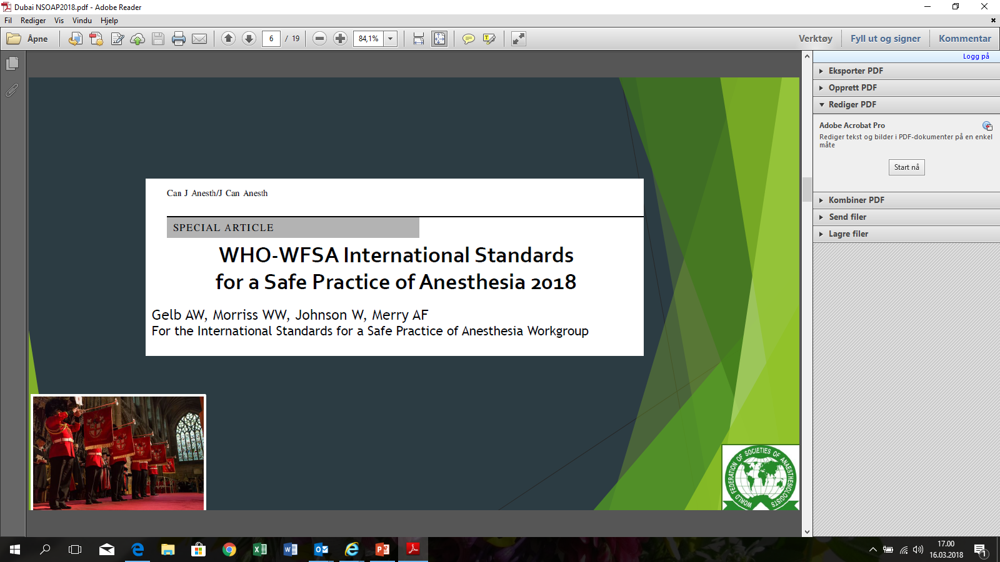 Dubai NSOAP2018.pdf - Adobe Reader
Fil Rediger Vis Vindu Hjelp
Åpne 6 / 19 84,1% Verktøy Fyll ut og signer Kommentar
Logg på
Eksporter PDF
Opprett PDF
Rediger PDF
Adobe Acrobat Pro
Rediger tekst og bilder i PDF-dokumenter på en enkel
måte
Start nå
Kombiner PDF
Send filer
Lagre filer
Can J Anesth/J Can Anesth
SPECIAL ARTICLE
WHO-WFSA International Standards
for a Safe Practice of Anesthesia 2018
Gelb AW, Morriss WW, Johnson W, Merry AF
For the International Standards for a Safe Practice of Anesthesia Workgroup
WORLD FEDERATION OF SOCIETIES OF ANAESTHESIOLOGISTS
17.00
16.03.2018
1